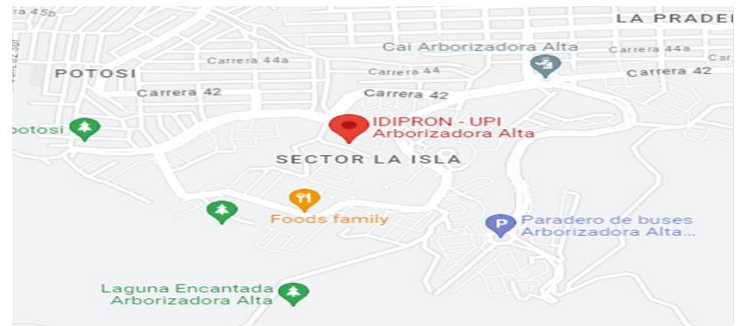 ra 45b
LA PRADE
Cai Arborizadora Alta
Carrera 44a
Car
Carrera 44a
Carrera 44
Carrera 42
POTOSI
Carrera 42
Carrera 42
IDIPRON - UPI
Arborizadora Alta
potosi
SECTOR LA ISLA
Foods family
Paradero de buses
Arborizadora Alta...
Laguna Encantada
Arborizadora Alta